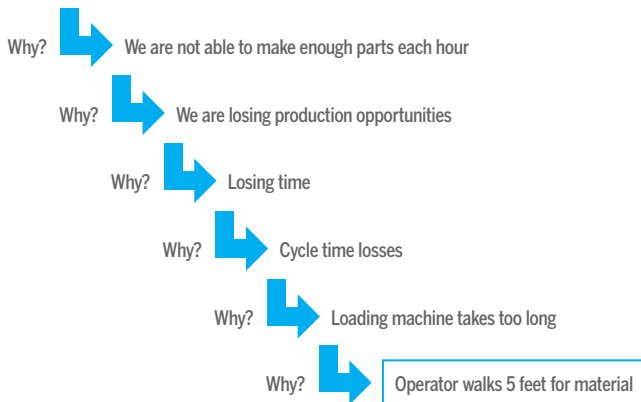 Why? We are not able to make enough parts each hour
Why? We are losing production opportunities
Why? Losing time
Why? Cycle time losses
Why? Loading machine takes too long
Why? Operator walks 5 feet for material